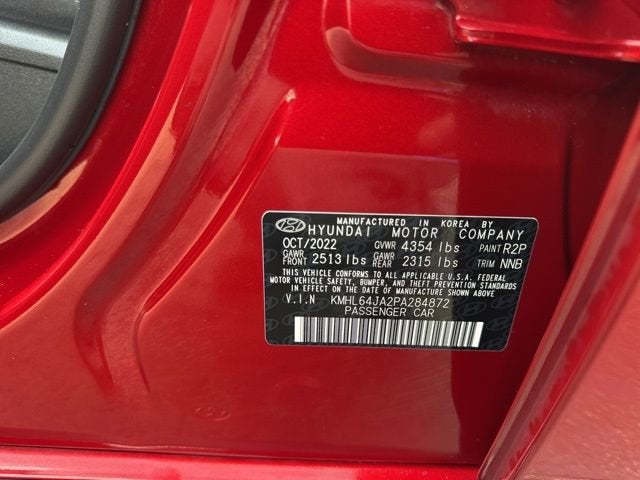 MANUFACTURED IN KOREA BY
HYUNDAI MOTOR COMPANY
OCT/2022 GVWR 4354 lbs PAINT R2P
GAWR FRONT 2513 lbs GAWR REAR 2315 lbs TRIM NNB
THIS VEHICLE CONFORMS TO ALL APPLICABLE U.S.A. FEDERAL
MOTOR VEHICLE SAFETY, BUMPER, AND THEFT PREVENTION STANDARDS
IN EFFECT ON THE DATE OF MANUFACTURE SHOWN ABOVE.
V.I.N KMHL64JA2PA284872
PASSENGER CAR